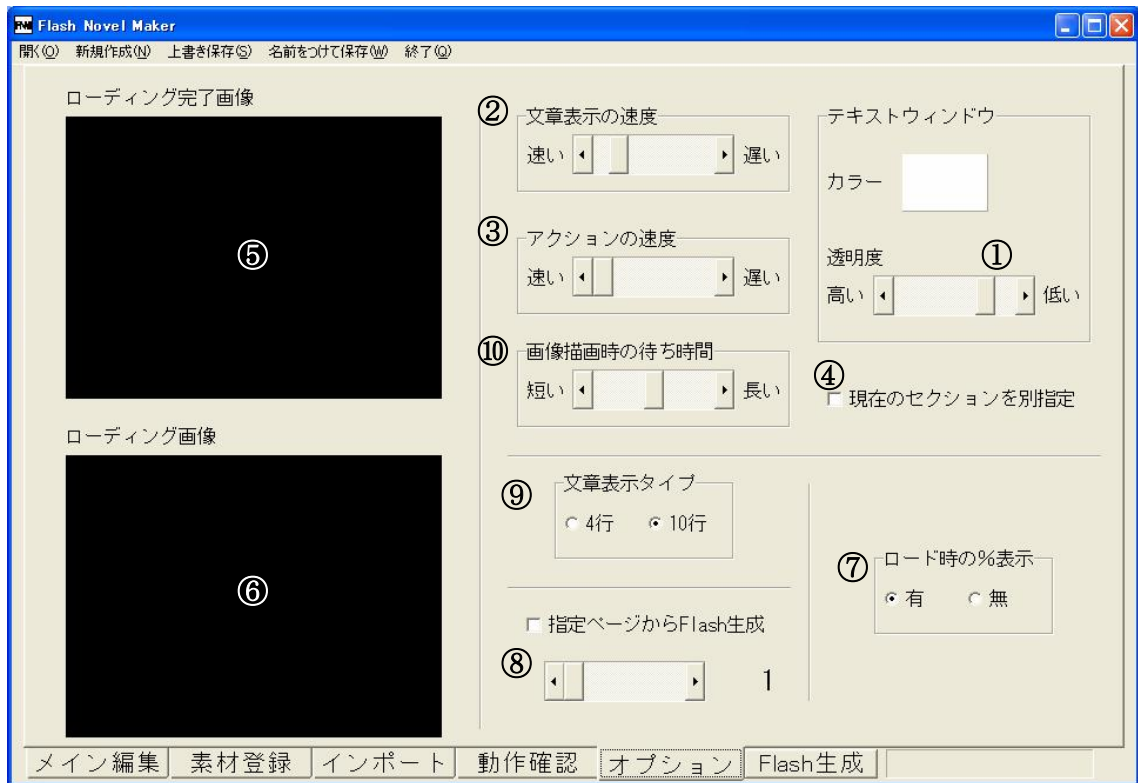 FNM Flash Novel Maker
開く(O) 新規作成(N) 上書き保存(S) 名前をつけて保存(W) 終了(Q)
ローディング完了画像
⑤
ローディング画像
⑥
② 文章表示の速度
速い 遅い
③ アクションの速度
速い 遅い
⑩ 画像描画時の待ち時間
短い 長い
テキストウィンドウ
カラー
透明度 ①
高い 低い
④ 現在のセクションを別指定
⑨ 文章表示タイプ
4行 10行
指定ページからFlash生成
⑧ 1
⑦ ロード時の%表示
有 無
メイン編集 素材登録 インポート 動作確認 オプション Flash生成